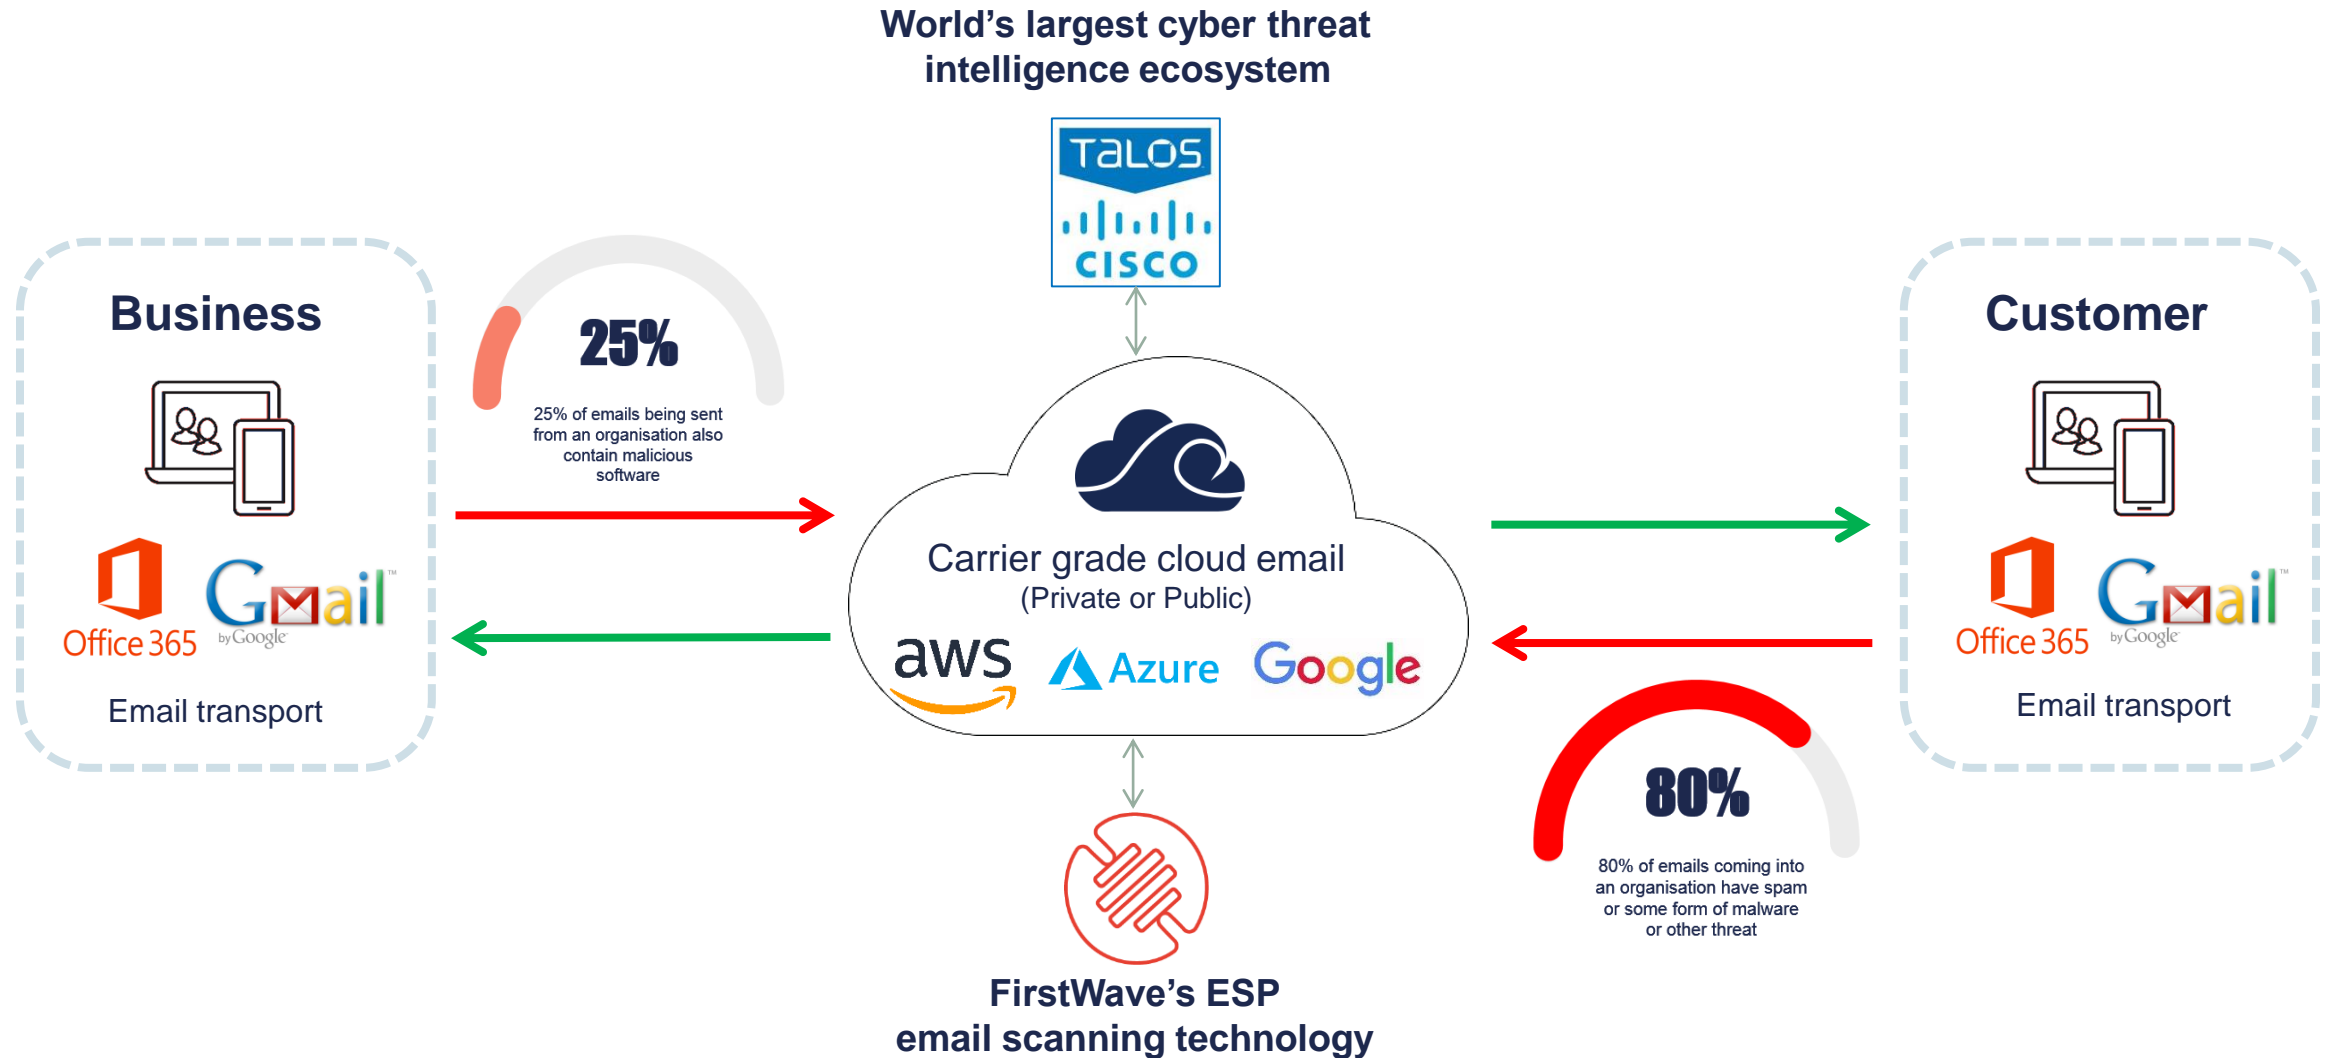 World's largest cyber threat
intelligence ecosystem
TALOS
CISCO
Business
25%
25% of emails being sent
from an organisation also
contain malicious
software
Office 365
Gmail™
by Google
Email transport
Carrier grade cloud email
(Private or Public)
aws
Azure
Google
Customer
Office 365
Gmail™
by Google
Email transport
80%
80% of emails coming into
an organisation have spam
or some form of malware
or other threat
FirstWave's ESP
email scanning technology